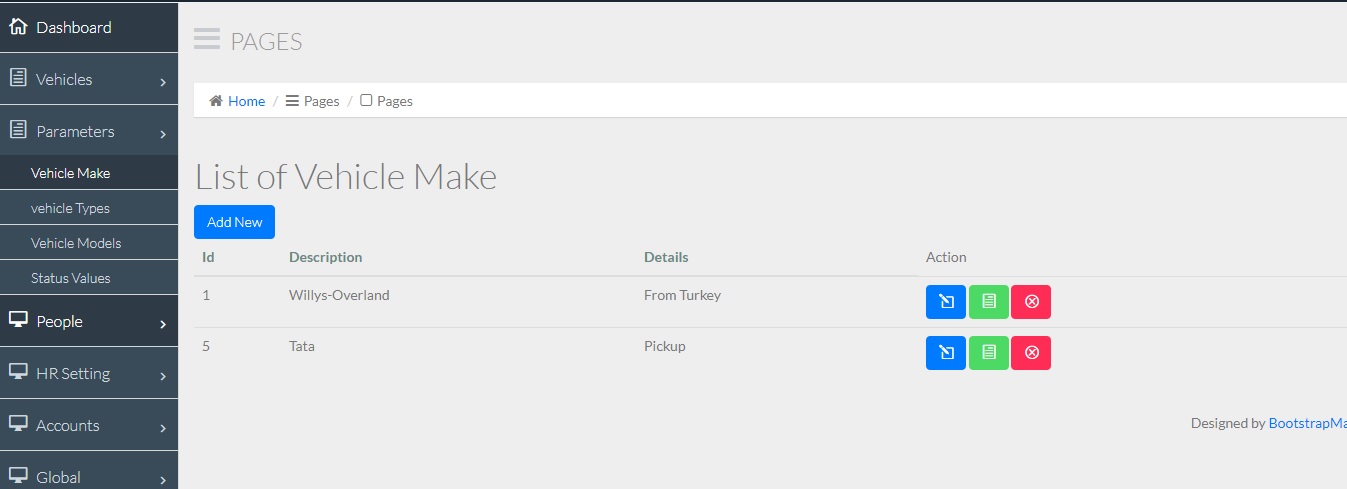 Dashboard
Vehicles
Parameters
Vehicle Make
vehicle Types
Vehicle Models
Status Values
People
HR Setting
Accounts
Global
PAGES
Home / Pages / Pages
List of Vehicle Make
Add New
Id Description Details Action
1 Willys-Overland From Turkey
5 Tata Pickup
Designed by BootstrapMa